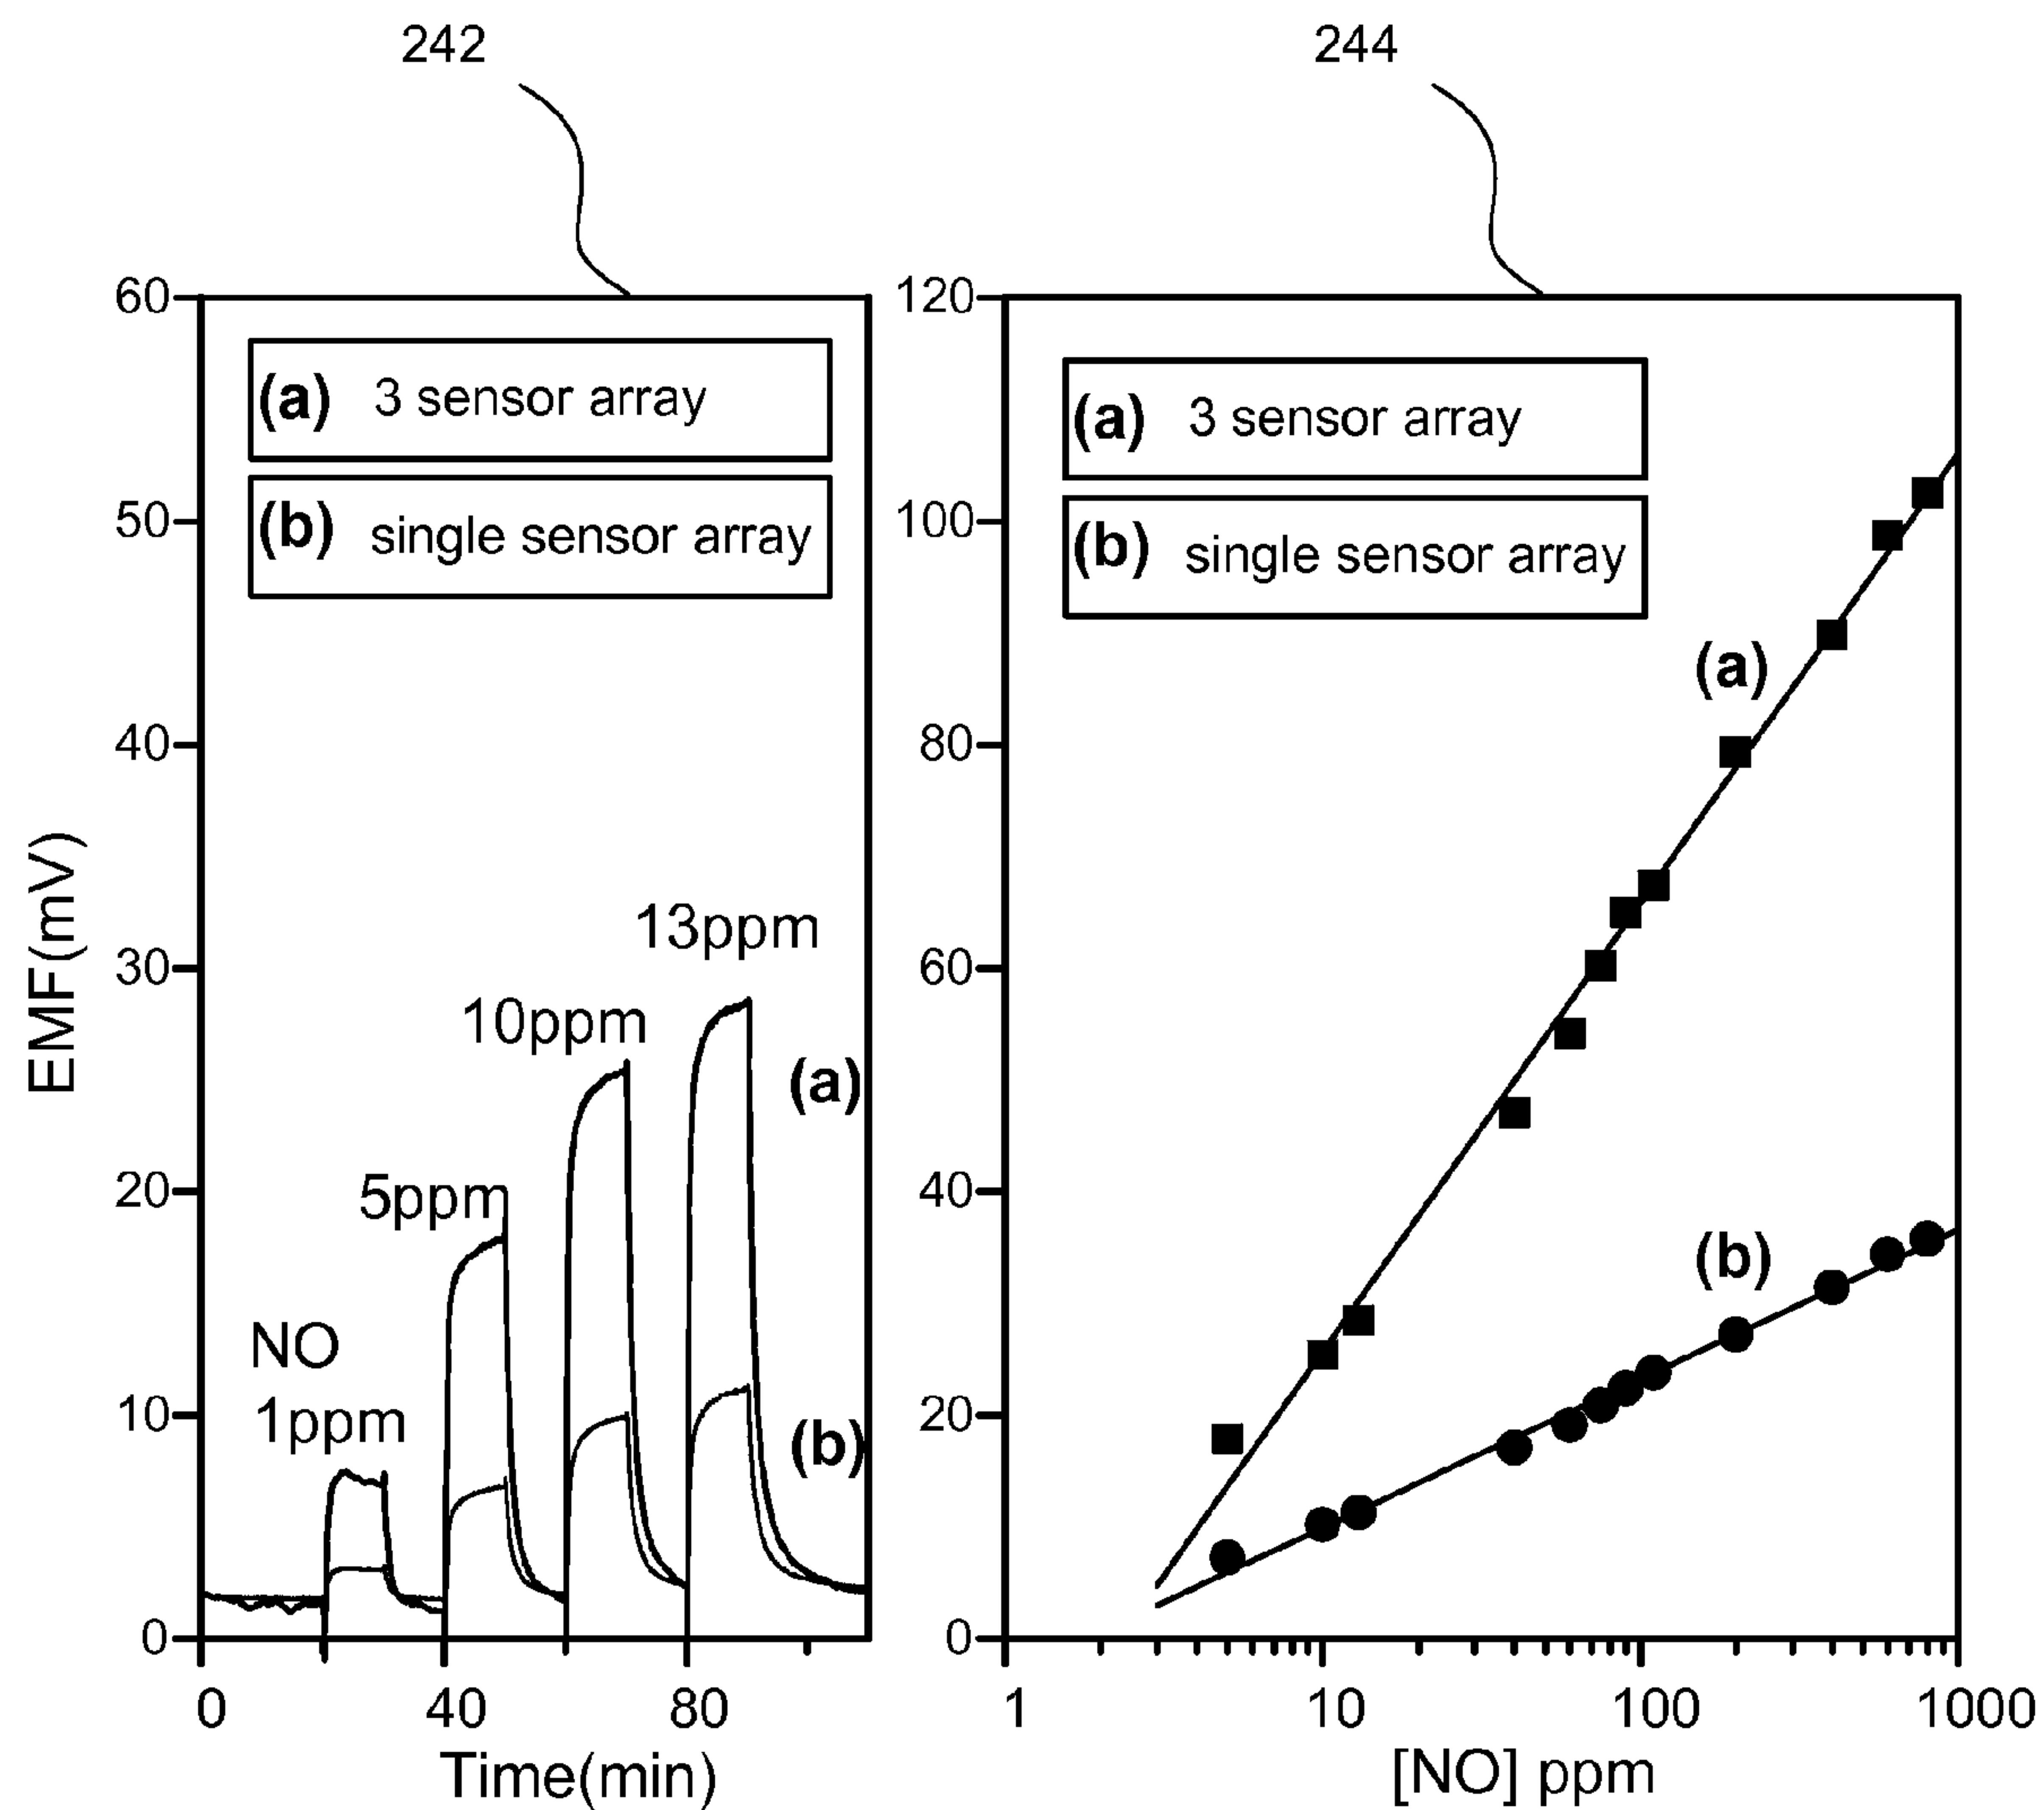 242
244
60
50
40
30
20
10
0
EMF(mV)
(a) 3 sensor array
(b) single sensor array
13ppm
10ppm
5ppm
NO
1ppm
(a)
(b)
0 40 80
Time(min)
120
100
80
60
40
20
0
(a) 3 sensor array
(b) single sensor array
(a)
(b)
1 10 100 1000
[NO] ppm